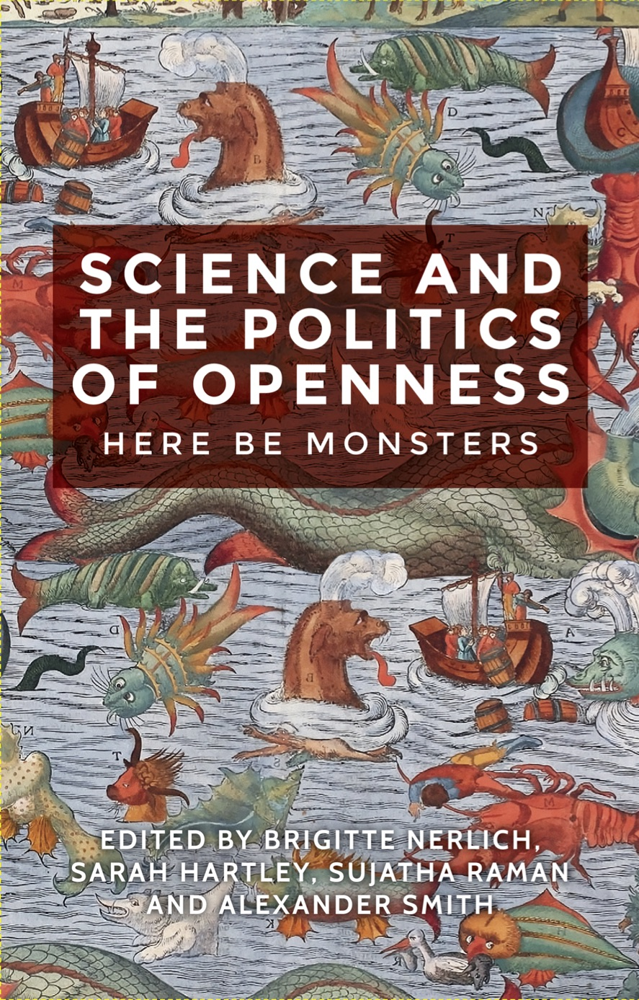 D
B
C
N
S
T
M
SCIENCE AND
THE POLITICS
OF OPENNESS
HERE BE MONSTERS
K
D
A
B
N
T
S
M
EDITED BY BRIGITTE NERLICH,
SARAH HARTLEY, SUJATHA RAMAN
AND ALEXANDER SMITH
K
H
R